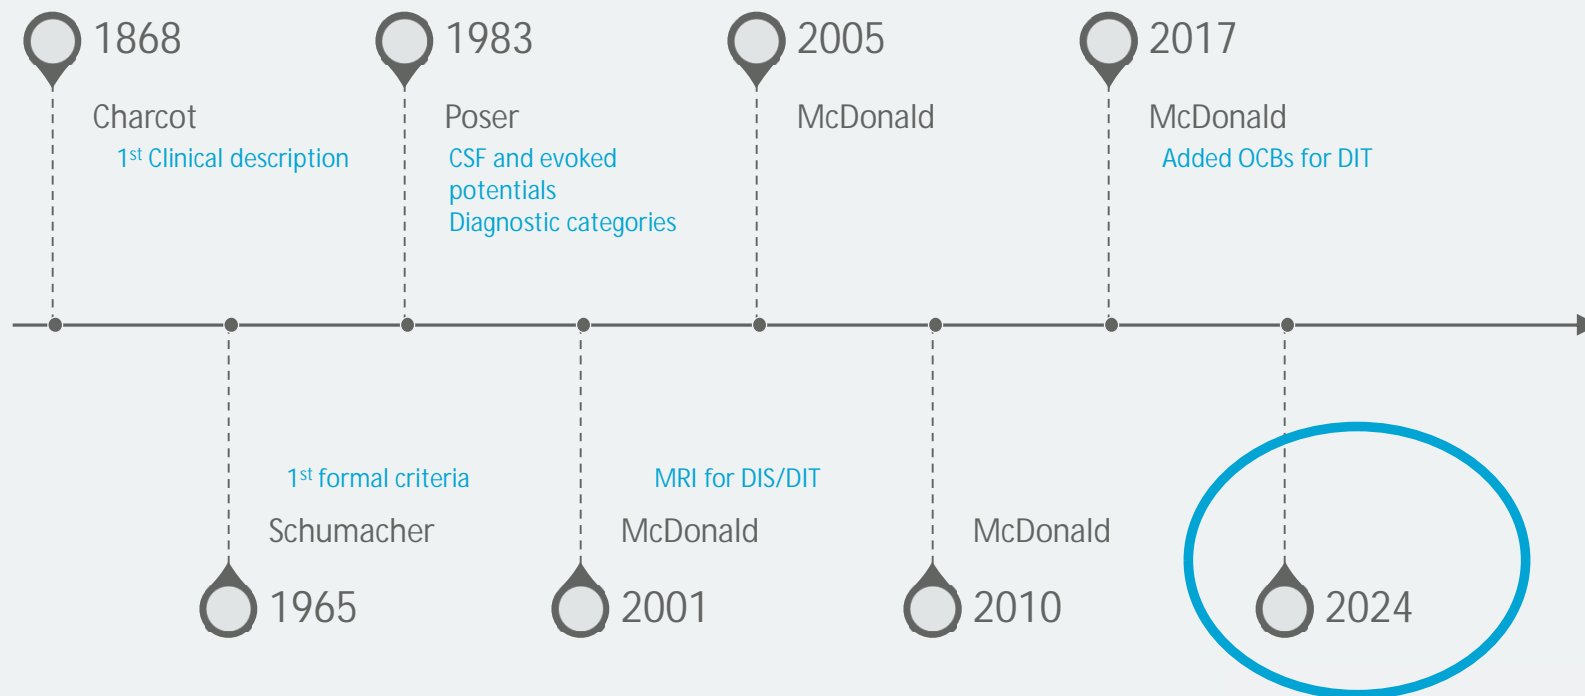 1868
Charcot
1st Clinical description
1983
Poser
CSF and evoked
potentials
Diagnostic categories
2005
McDonald
2017
McDonald
Added OCBs for DIT
1st formal criteria
Schumacher
1965
MRI for DIS/DIT
McDonald
2001
McDonald
2010
2024